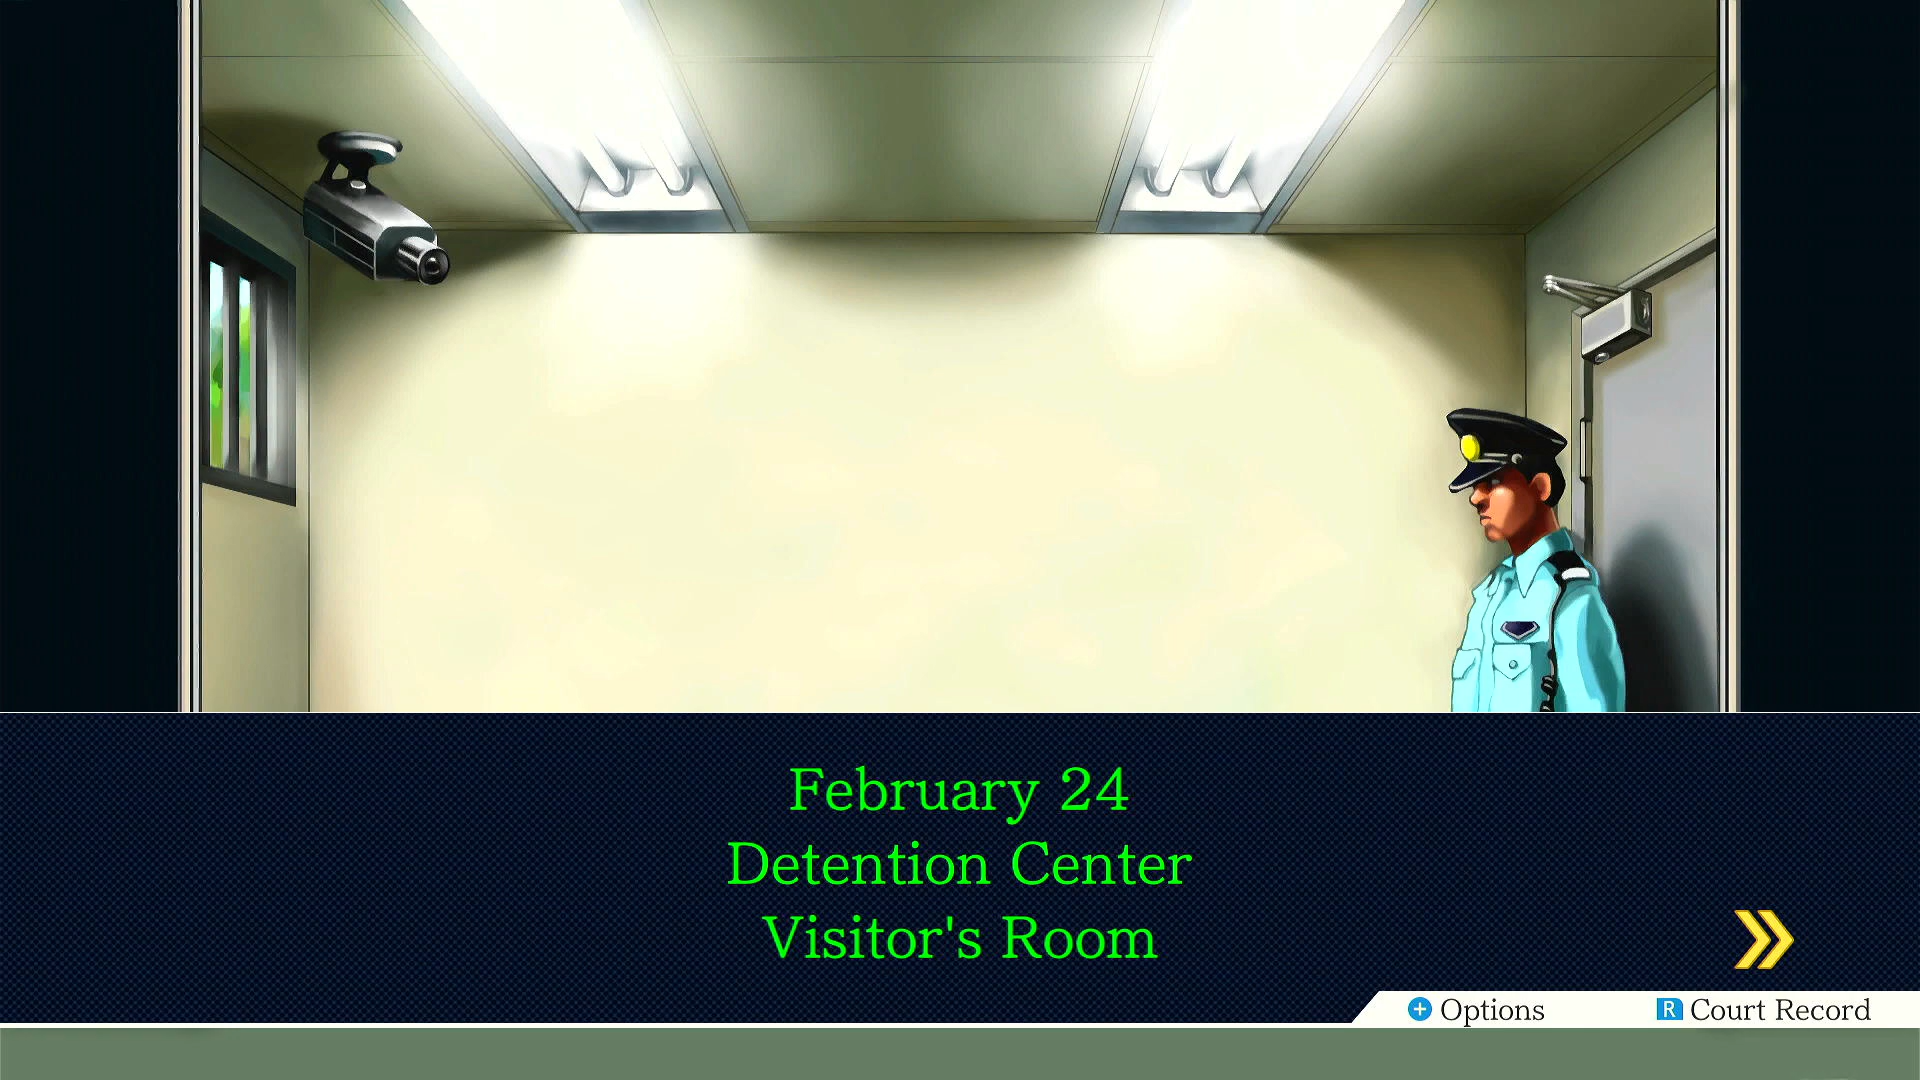 February 24
Detention Center
Visitor's Room
+ Options
R Court Record